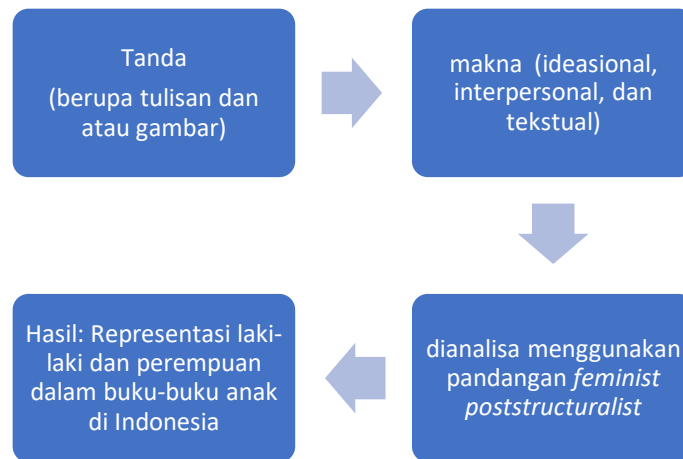 Tanda
(berupa tulisan dan
atau gambar)
makna (ideasional,
interpersonal, dan
tekstual)
dianalisa menggunakan
pandangan feminist
poststructuralist
Hasil: Representasi laki-
laki dan perempuan
dalam buku-buku anak
di Indonesia